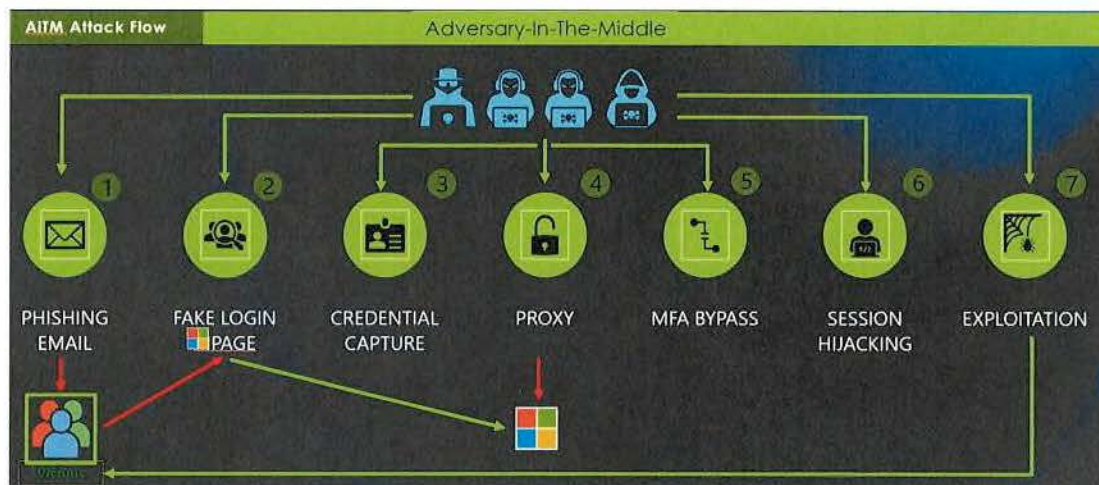 AiTM Attack Flow
Adversary-In-The-Middle
1
2
3
4
5
6
7
PHISHING
EMAIL
FAKE LOGIN
PAGE
CREDENTIAL
CAPTURE
PROXY
MFA BYPASS
SESSION
HIJACKING
EXPLOITATION